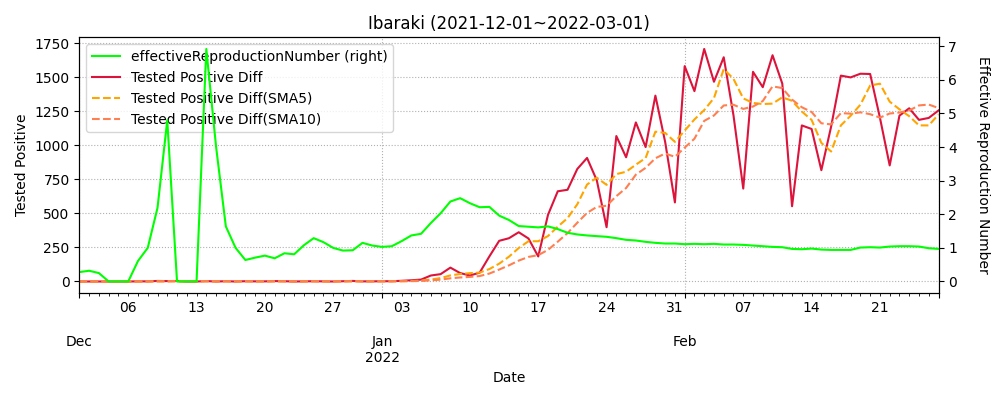 Ibaraki (2021-12-01~2022-03-01)
effectiveReproductionNumber (right)
Tested Positive Diff
Tested Positive Diff(SMA5)
Tested Positive Diff(SMA10)
Tested Positive
1750
1500
1250
1000
750
500
250
0
7
6
5
4
3
2
1
0
Effective Reproduction Number
06 13 20 27 03 10 17 24 31 07 14 21
Dec Jan Feb
2022
Date